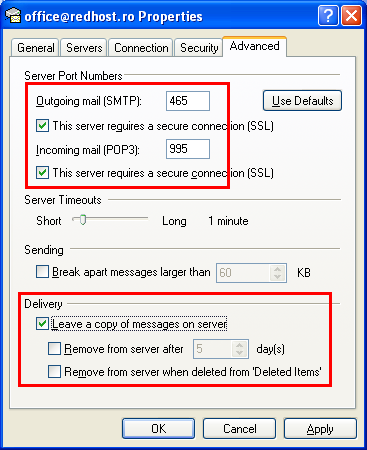 office@redhost.ro Properties
General Servers Connection Security Advanced
Server Port Numbers
Outgoing mail (SMTP): 465 Use Defaults
This server requires a secure connection (SSL)
Incoming mail (POP3): 995
This server requires a secure connection (SSL)
Server Timeouts
Short Long 1 minute
Sending
Break apart messages larger than 60 KB
Delivery
Leave a copy of messages on server
Remove from server after 5 day(s)
Remove from server when deleted from 'Deleted Items'
OK Cancel Apply